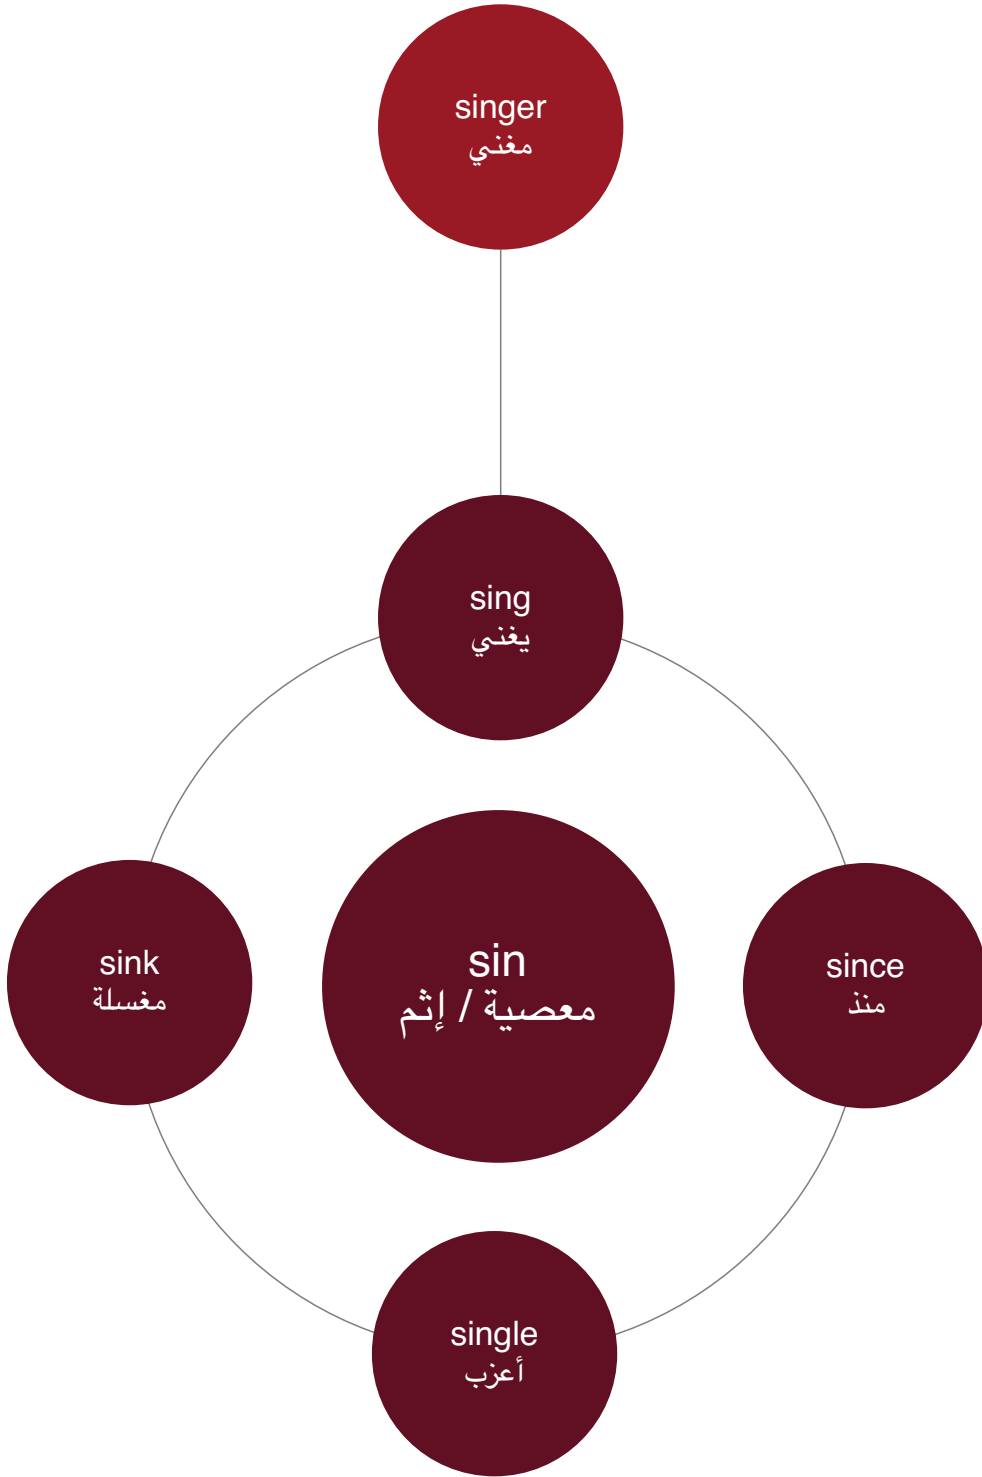 singer
مغني
sing
يغني
sink
مغسلة
sin
معصية / إثم
since
منذ
single
أعزب